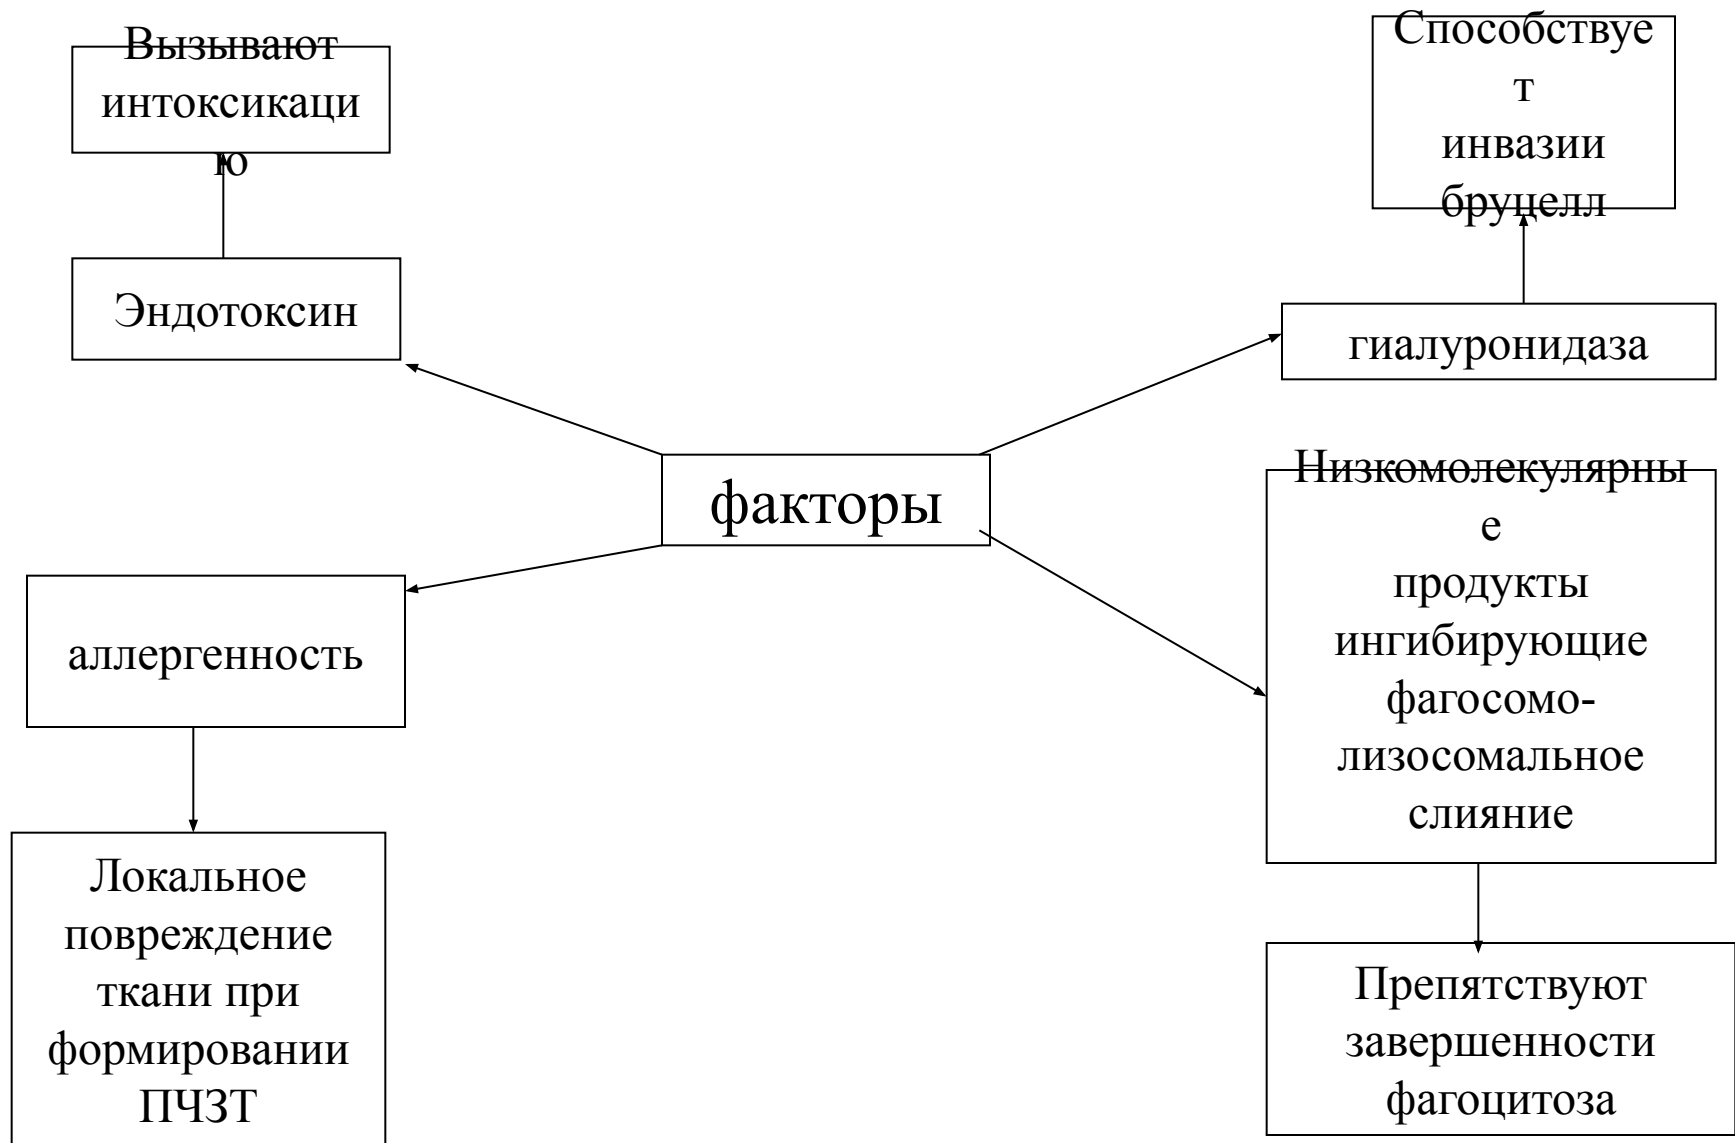 Вызывают
интоксикаци
ю
Эндотоксин
Способствуе
т
инвазии
бруцелл
гиалуронидаза
факторы
аллергенность
Локальное
повреждение
ткани при
формировании
ПЧЗТ
Низкомолекулярны
е
продукты
ингибирующие
фагосомо-
лизосомальное
слияние
Препятствуют
завершенности
фагоцитоза